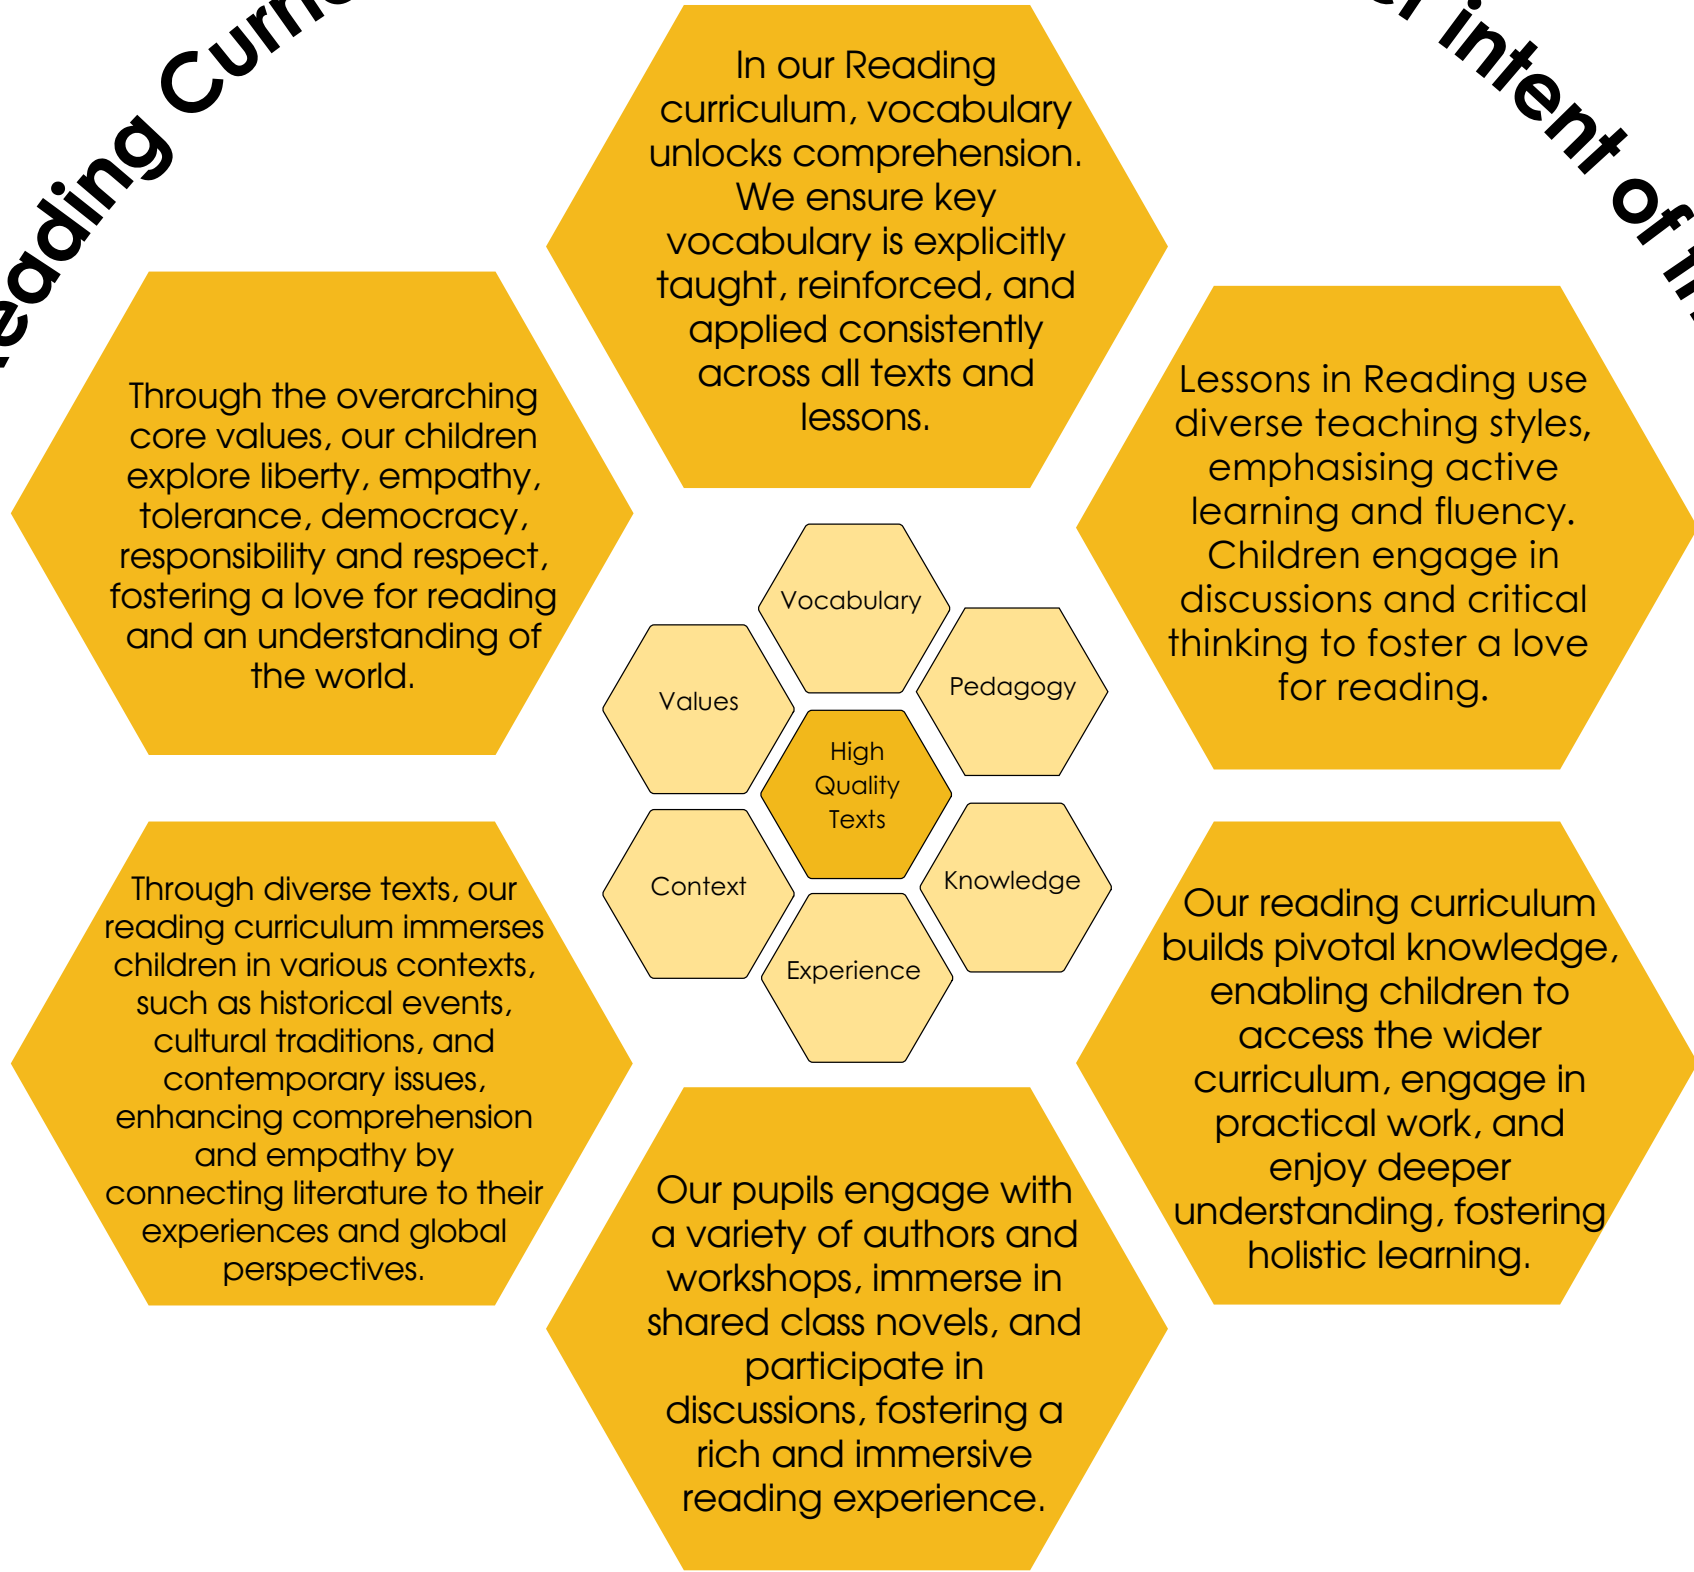 Reading
intent of
In our Reading
curriculum, vocabulary
unlocks comprehension.
We ensure key
vocabulary is explicitly
taught, reinforced, and
applied consistently
across all texts and
lessons.
Through the overarching
core values, our children
explore liberty, empathy,
tolerance, democracy,
responsibility and respect,
fostering a love for reading
and an understanding of
the world.
Lessons in Reading use
diverse teaching styles,
emphasising active
learning and fluency.
Children engage in
discussions and critical
thinking to foster a love
for reading.
Vocabulary
Values
Pedagogy
High
Quality
Texts
Context
Knowledge
Experience
Through diverse texts, our
reading curriculum immerses
children in various contexts,
such as historical events,
cultural traditions, and
contemporary issues,
enhancing comprehension
and empathy by
connecting literature to their
experiences and global
perspectives.
Our reading curriculum
builds pivotal knowledge,
enabling children to
access the wider
curriculum, engage in
practical work, and
enjoy deeper
understanding, fostering
holistic learning.
Our pupils engage with
a variety of authors and
workshops, immerse in
shared class novels, and
participate in
discussions, fostering a
rich and immersive
reading experience.